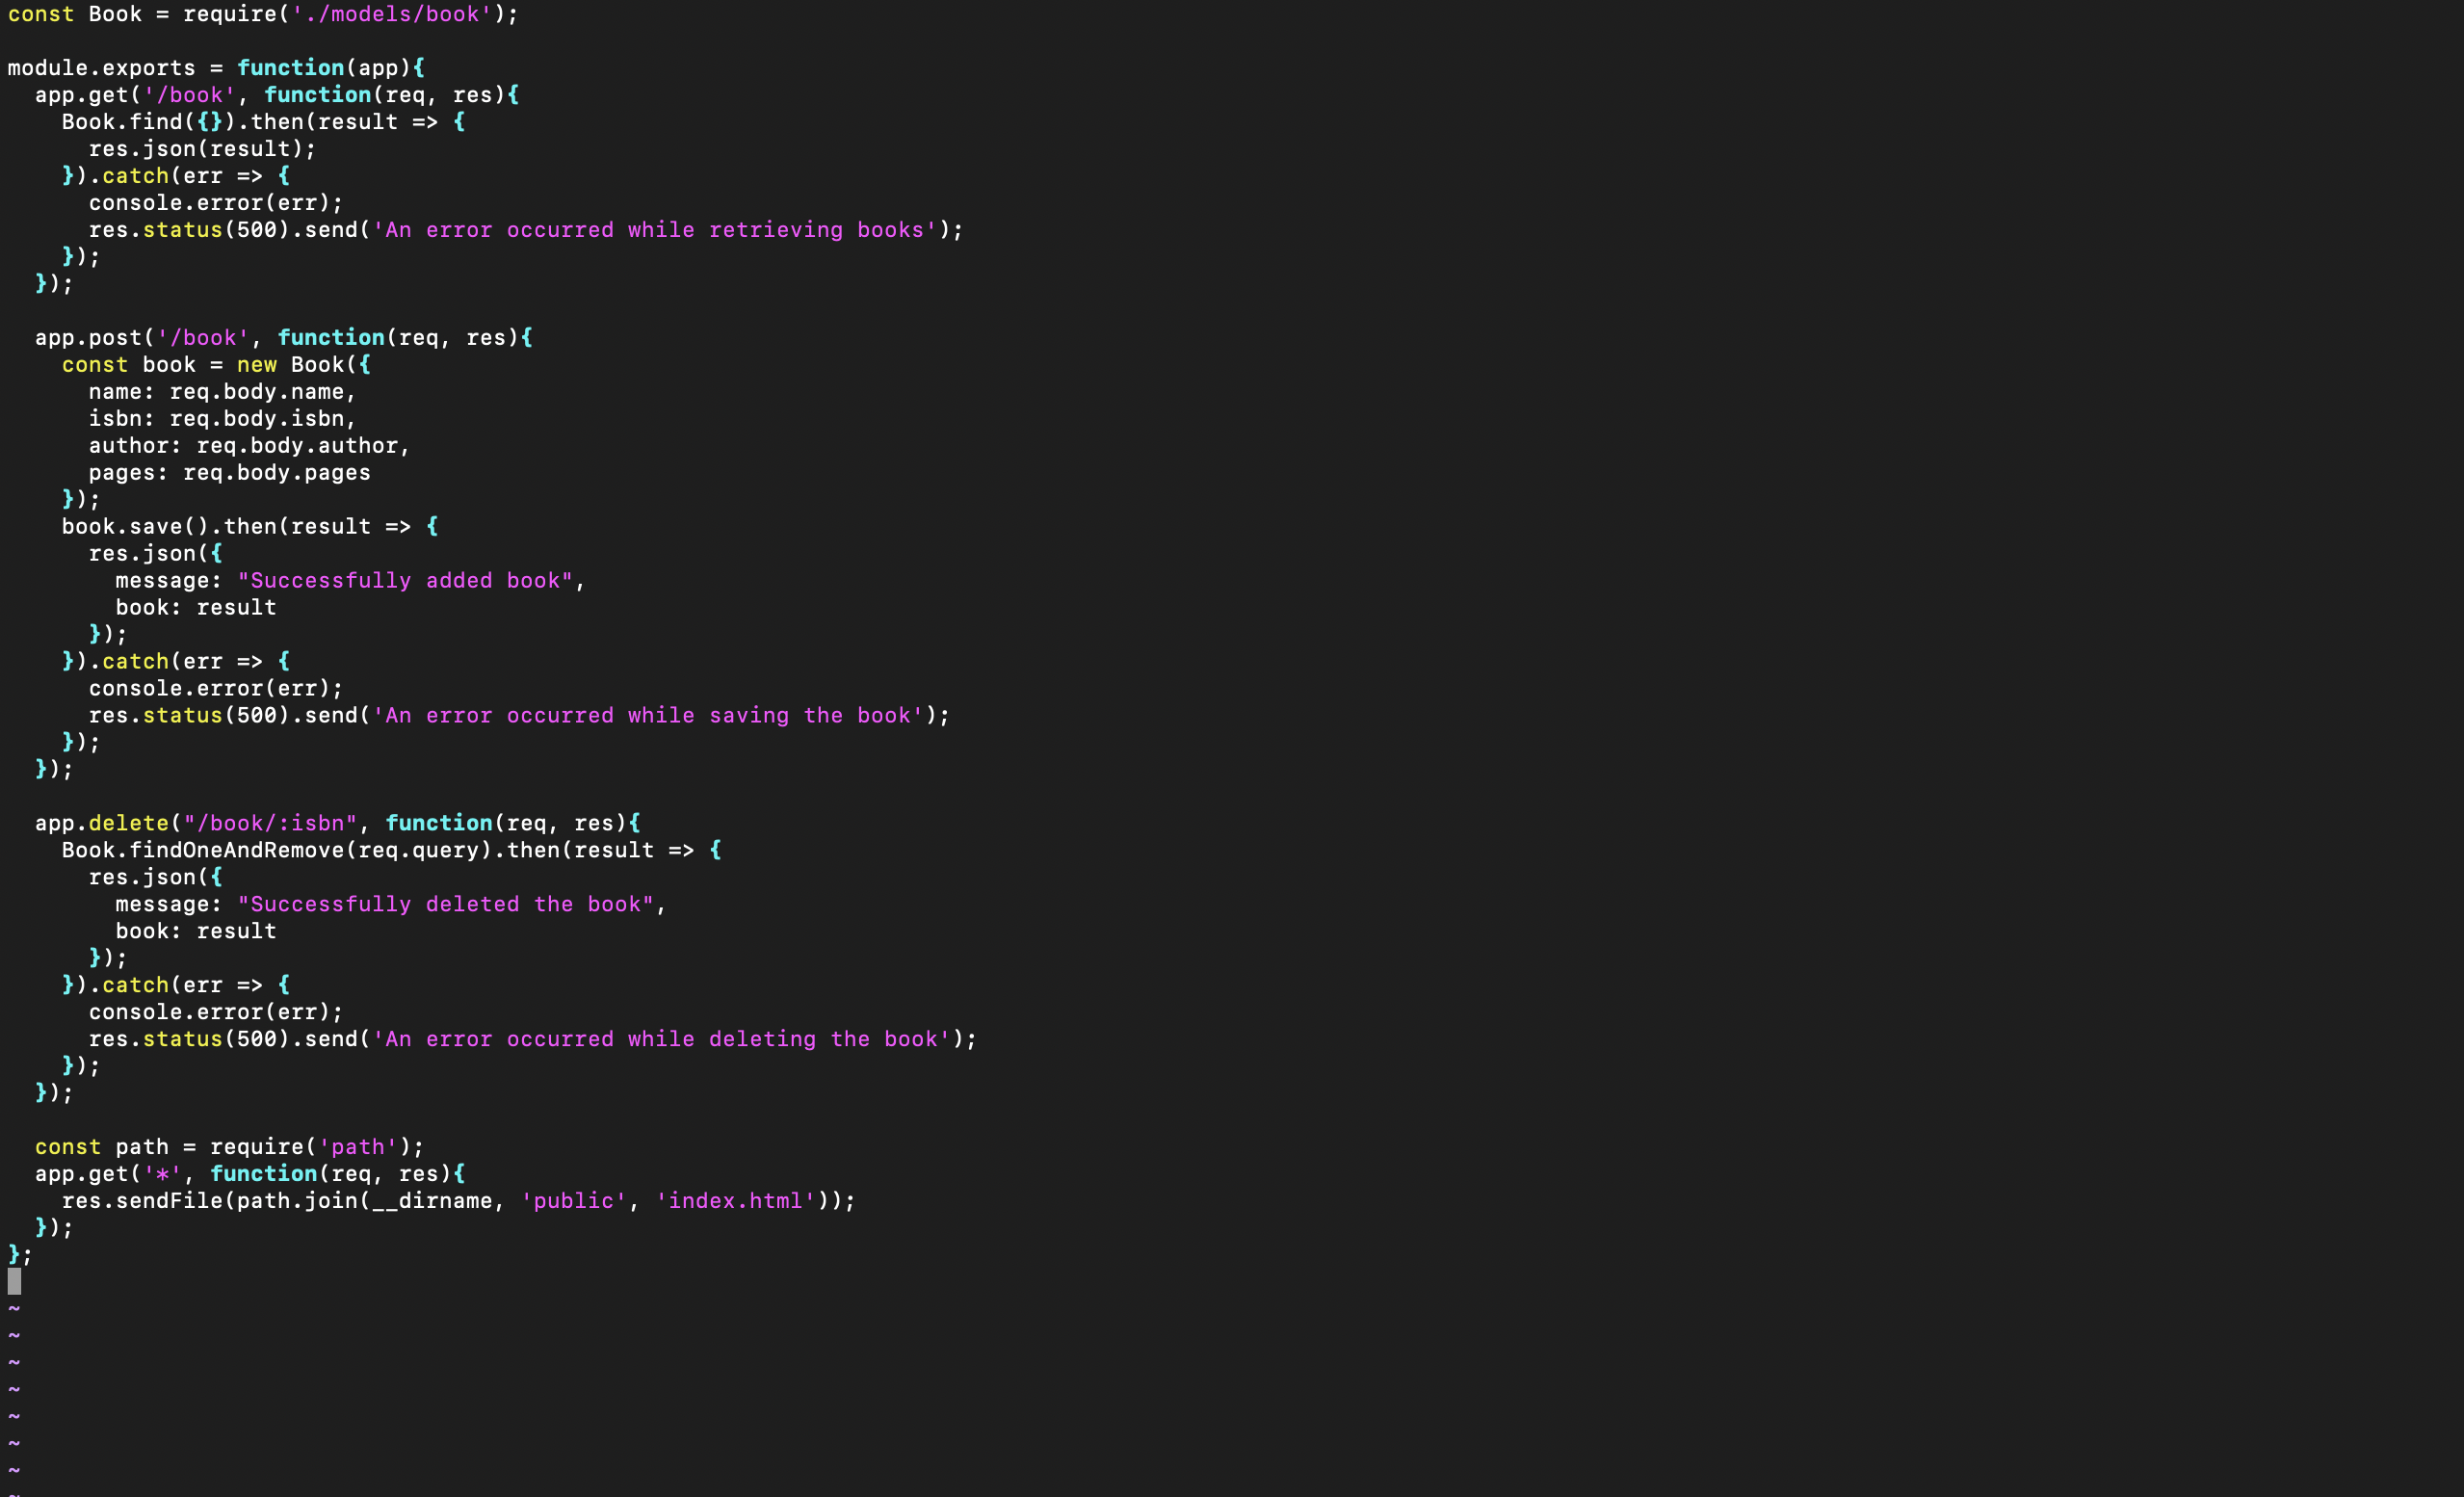 const Book = require('./models/book');

module.exports = function(app){
  app.get('/book', function(req, res){
    Book.find({}).then(result => {
      res.json(result);
    }).catch(err => {
      console.error(err);
      res.status(500).send('An error occurred while retrieving books');
    });
  });

  app.post('/book', function(req, res){
    const book = new Book({
      name: req.body.name,
      isbn: req.body.isbn,
      author: req.body.author,
      pages: req.body.pages
    });
    book.save().then(result => {
      res.json({
        message: "Successfully added book",
        book: result
      });
    }).catch(err => {
      console.error(err);
      res.status(500).send('An error occurred while saving the book');
    });
  });

  app.delete("/book/:isbn", function(req, res){
    Book.findOneAndRemove(req.query).then(result => {
      res.json({
        message: "Successfully deleted the book",
        book: result
      });
    }).catch(err => {
      console.error(err);
      res.status(500).send('An error occurred while deleting the book');
    });
  });

  const path = require('path');
  app.get('*', function(req, res){
    res.sendFile(path.join(__dirname, 'public', 'index.html'));
  });
};

~
~
~
~
~
~
~
~